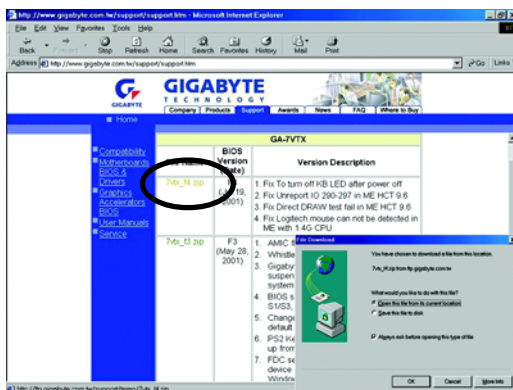 http://www.gigabyte.com.tw/support/support.htm - Microsoft Internet Explorer
File Edit View Favorites Tools Help
Back Forward Stop Refresh Home Search Favorites History Mail Print
Address http://www.gigabyte.com.tw/support/support.htm Go Links
GIGABYTE
GIGABYTE
TECHNOLOGY
Company Products Support Awards News FAQ Where to Buy
Home
Compatibility
Motherboards
BIOS &
Drivers
Graphics
Accelerators
BIOS
User Manuals
Service
GA-7VTX
BIOS
Version
(Date)
Version Description
7vtx_f4.zip
2001)
1. Fix To turn off KB LED after power off
2. Fix Unreport IO 290-297 in ME HCT 9.6
3. Fix Direct DRAW test fail in ME HCT 9.6
4. Fix Logitech mouse can not be detected in
ME with 1.4G CPU
7vtx_f3.zip
F3
(May 28,
2001)
1. AMIC
2. Whistle
3. Gigaby
suspen
system
4. BIOS s
S1/S3,
5. Change
default
6. PS2 Ke
up from
7. FDC se
device
Window
File Download
You have chosen to download a file from this location.
7vtx_f4.zip from ftp.gigabyte.com.tw
What would you like to do with this file?
Open this file from its current location
Save this file to disk
Always ask before opening this type of file
OK Cancel More Info